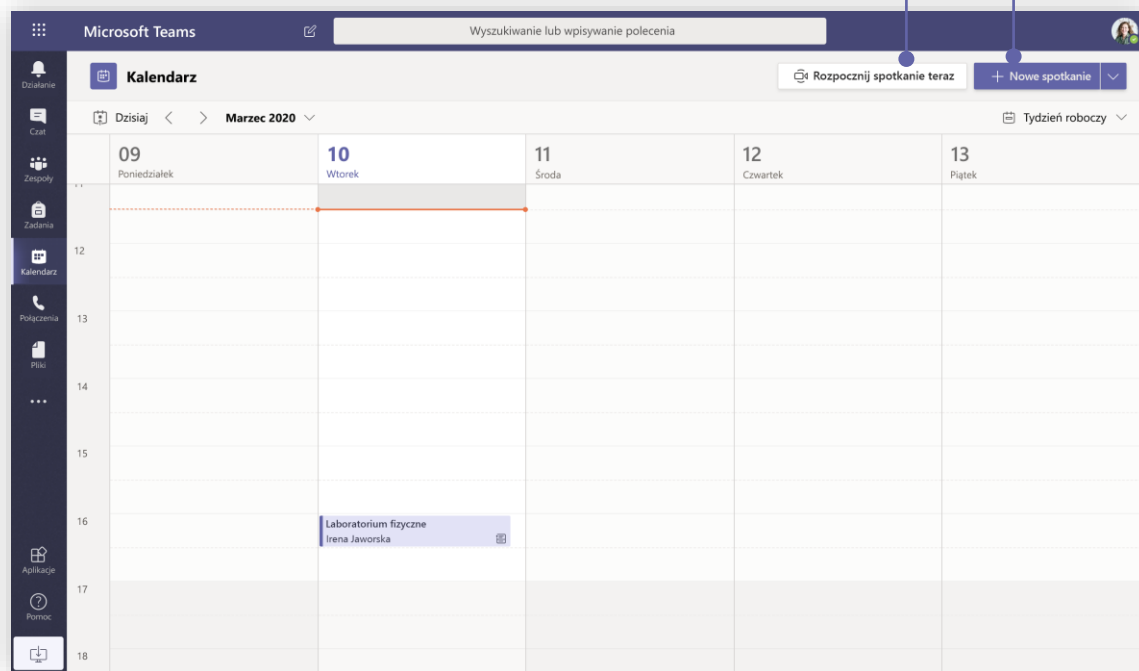 Microsoft Teams
Wyszukiwanie lub wpisywanie polecenia
Działanie
Kalendarz
Rozpocznij spotkanie teraz
+ Nowe spotkanie
Czat
Dzisiaj
Marzec 2020
Tydzień roboczy
Zespoły
09
Poniedziałek
10
Wtorek
11
Środa
12
Czwartek
13
Piątek
Zadania
Kalendarz
12
Połączenia
13
Pliki
14
15
16
Laboratorium fizyczne
Irena Jaworska
Aplikacje
17
Pomoc
18